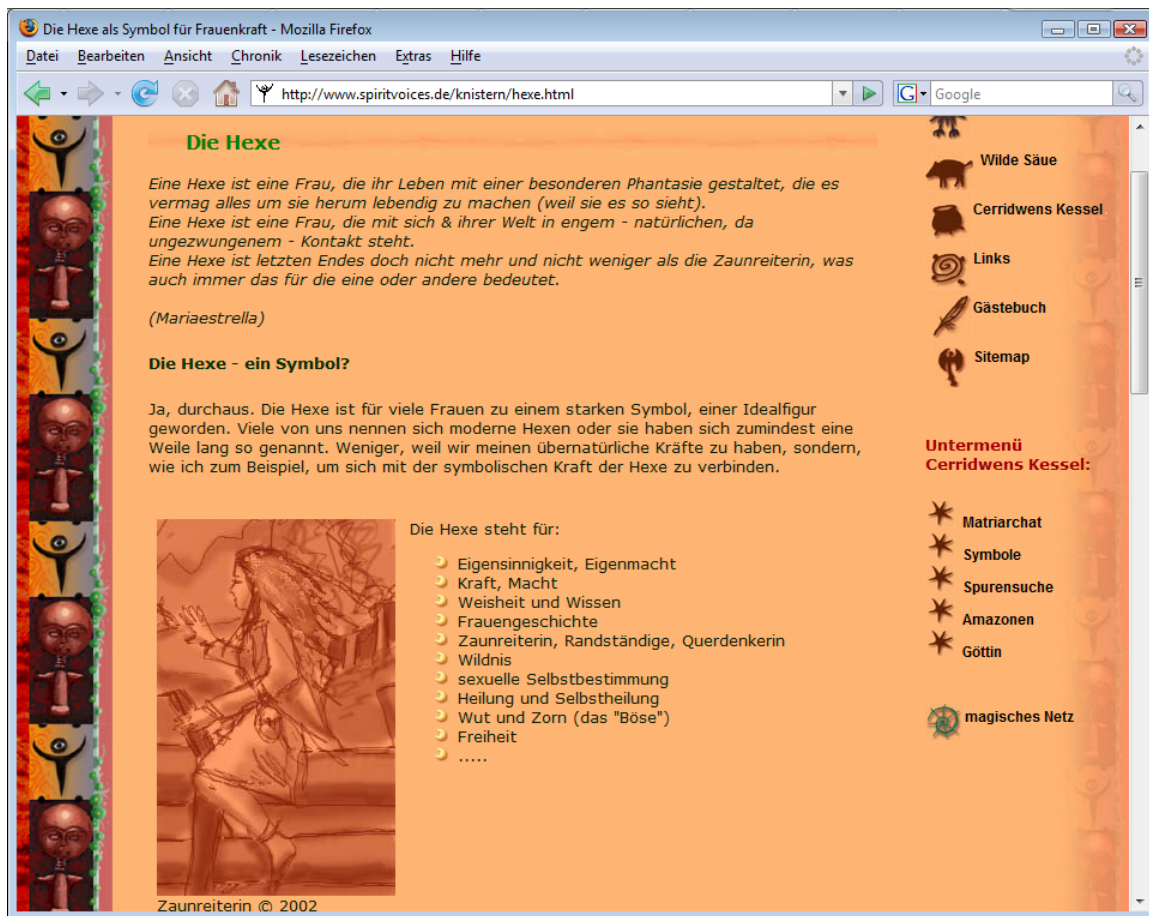 Die Hexe als Symbol für Frauenkraft - Mozilla Firefox
Datei Bearbeiten Ansicht Chronik Lesezeichen Extras Hilfe
http://www.spiritvoices.de/knistern/hexe.html
G Google
Die Hexe
Eine Hexe ist eine Frau, die ihr Leben mit einer besonderen Phantasie gestaltet, die es
vermag alles um sie herum lebendig zu machen (weil sie es so sieht).
Eine Hexe ist eine Frau, die mit sich & ihrer Welt in engem - natürlichen, da
ungezwungenem - Kontakt steht.
Eine Hexe ist letzten Endes doch nicht mehr und nicht weniger als die Zaunreiterin, was
auch immer das für die eine oder andere bedeutet.
(Mariaestrella)
Die Hexe - ein Symbol?
Ja, durchaus. Die Hexe ist für viele Frauen zu einem starken Symbol, einer Idealfigur
geworden. Viele von uns nennen sich moderne Hexen oder sie haben sich zumindest eine
Weile lang so genannt. Weniger, weil wir meinen übernatürliche Kräfte zu haben, sondern,
wie ich zum Beispiel, um sich mit der symbolischen Kraft der Hexe zu verbinden.
Die Hexe steht für:
Eigensinnigkeit, Eigenmacht
Kraft, Macht
Weisheit und Wissen
Frauengeschichte
Zaunreiterin, Randständige, Querdenkerin
Wildnis
sexuelle Selbstbestimmung
Heilung und Selbstheilung
Wut und Zorn (das "Böse")
Freiheit
.....
Zaunreiterin © 2002
Wilde Säue
Cerridwens Kessel
Links
Gästebuch
Sitemap
Untermenü
Cerridwens Kessel:
Matriarchat
Symbole
Spurensuche
Amazonen
Göttin
magisches Netz